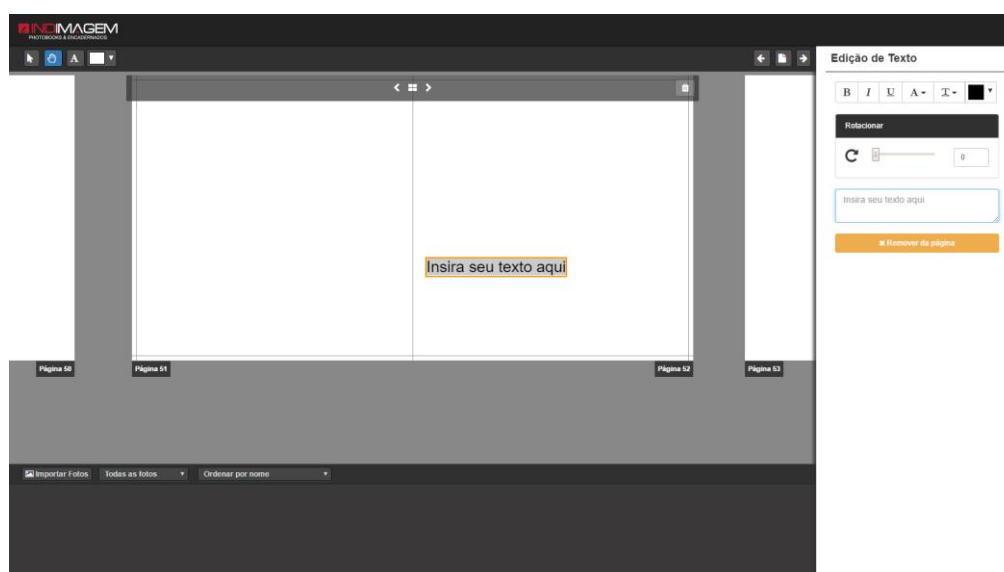 INDIMAGEM
PHOTOBOOKS & ENCADERNADOS
A
Edição de Texto
B I U A T
Rotacionar
0
Insira seu texto aqui
Remover da página
Insira seu texto aqui
Página 50
Página 51
Página 52
Página 53
Importar Fotos
Todas as fotos
Ordenar por nome